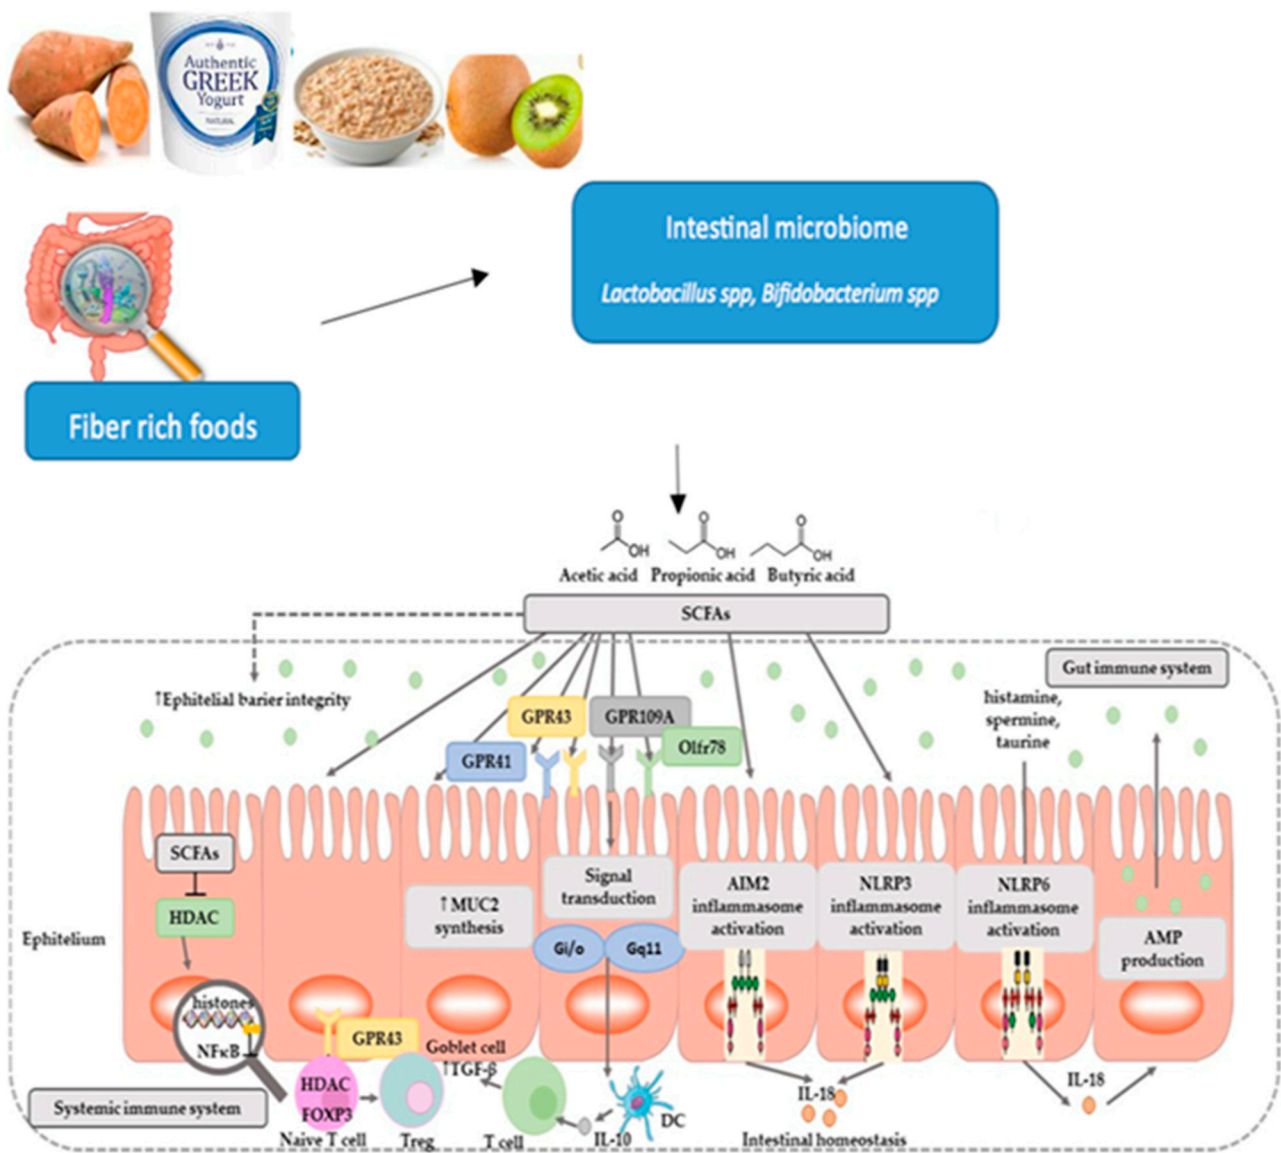 Authentic
GREEK
Yogurt
NATURAL
Intestinal microbiome
Lactobacillus spp, Bifidobacterium spp
Fiber rich foods
O
OH
O
OH
O
OH
Acetic acid
Propionic acid
Butyric acid
SCFAs
Gut immune system
↑Ephitelial barier integrity
histamine,
spermine,
taurine
GPR43
GPR109A
Olfr78
GPR41
SCFAs
HDAC
Ephitelium
↑MUC2
synthesis
Signal
transduction
Gi/o
Gq11
AIM2
inflammasome
activation
NLRP3
inflammasome
activation
NLRP6
inflammasome
activation
AMP
production
histones
NFκB
GPR43
Goblet cell
↑TGF-β
HDAC
FOXP3
Systemic immune system
Naive T cell
Treg
T cell
IL-10
DC
IL-18
Intestinal homeostasis
IL-18